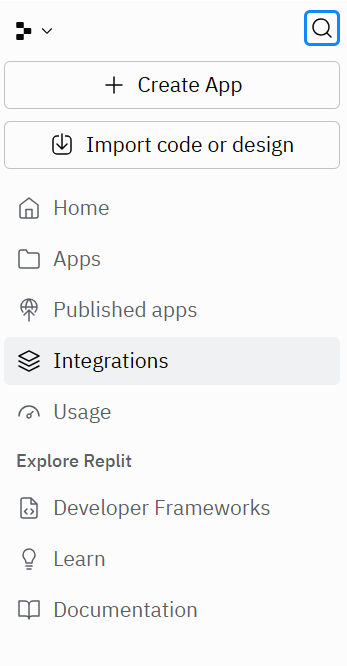 Create App
Import code or design
Home
Apps
Published apps
Integrations
Usage
Explore Replit
Developer Frameworks
Learn
Documentation